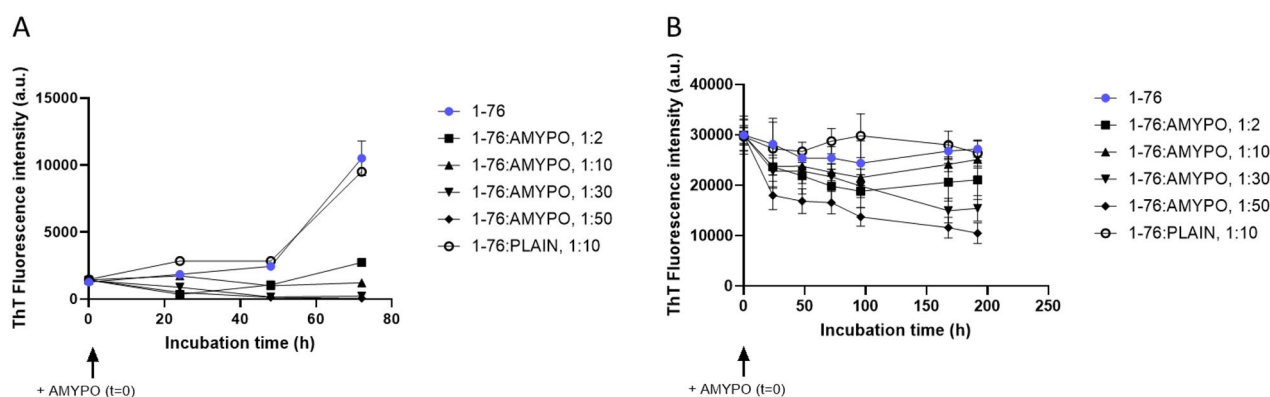 A
ThT Fluorescence intensity (a.u.)
15000
10000
5000
0
0 20 40 60 80
Incubation time (h)
+ AMYPO (t=0)
1-76
1-76:AMYPO, 1:2
1-76:AMYPO, 1:10
1-76:AMYPO, 1:30
1-76:AMYPO, 1:50
1-76:PLAIN, 1:10
B
ThT Fluorescence intensity (a.u.)
40000
30000
20000
10000
0
0 50 100 150 200 250
Incubation time (h)
+ AMYPO (t=0)
1-76
1-76:AMYPO, 1:2
1-76:AMYPO, 1:10
1-76:AMYPO, 1:30
1-76:AMYPO, 1:50
1-76:PLAIN, 1:10